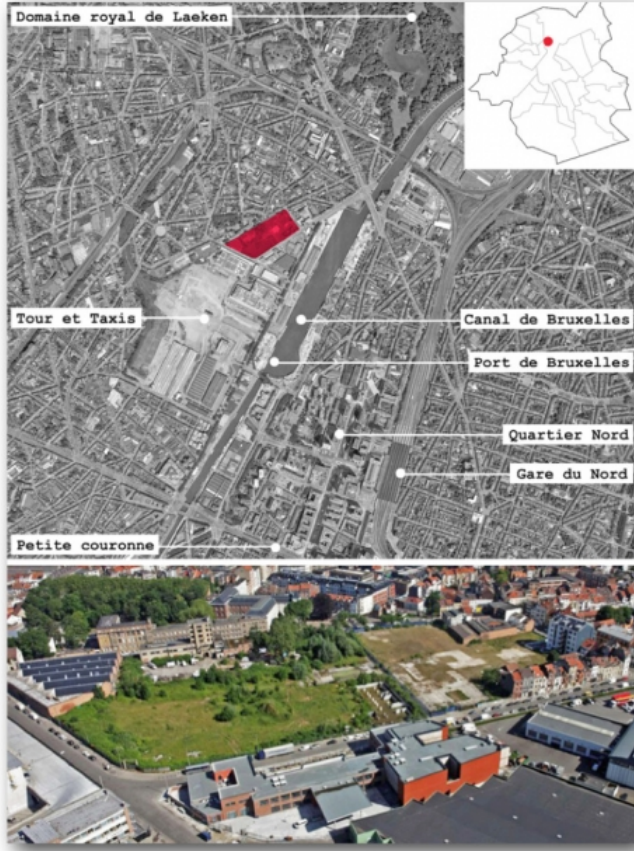 Domaine royal de Laeken
Tour et Taxis
Canal de Bruxelles
Port de Bruxelles
Quartier Nord
Gare du Nord
Petite couronne